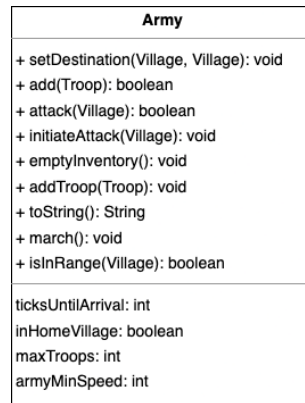 Army
+ setDestination(Village, Village): void
+ add(Troop): boolean
+ attack(Village): boolean
+ initiateAttack(Village): void
+ emptyInventory(): void
+ addTroop(Troop): void
+ toString(): String
+ march(): void
+ isInRange(Village): boolean
ticksUntilArrival: int
inHomeVillage: boolean
maxTroops: int
armyMinSpeed: int